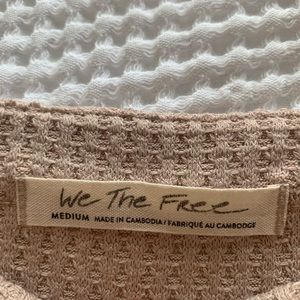 We The Free
MEDIUM MADE IN CAMBODIA / FABRIQUÉ AU CAMBODGE